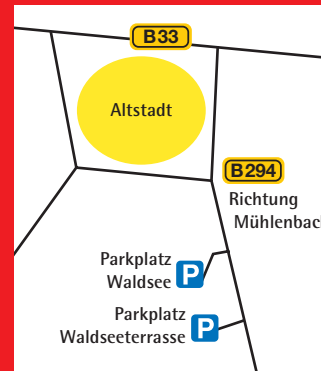 B33
Altstadt
B294
Richtung
Mühlenbac
Parkplatz
Waldsee P
Parkplatz
Waldseeterrasse P